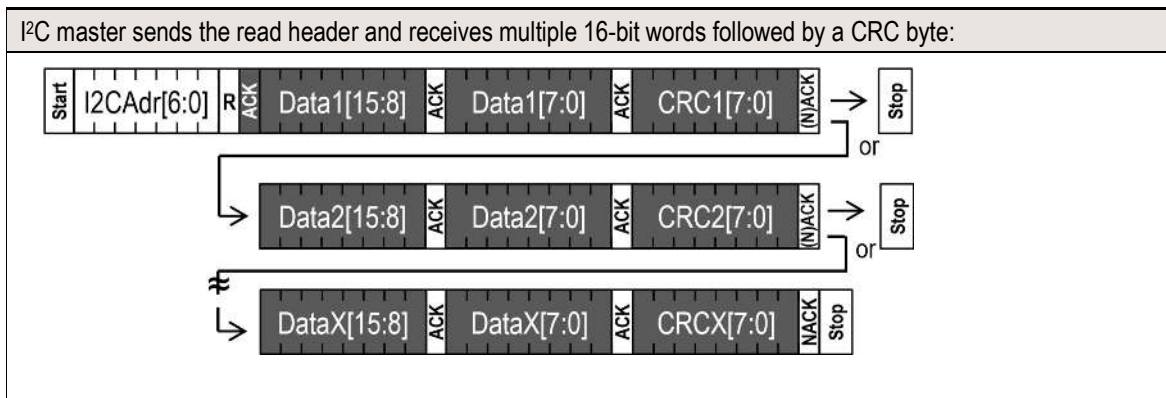 I²C master sends the read header and receives multiple 16-bit words followed by a CRC byte:
Start I2CAdr[6:0] R ACK Data1[15:8] ACK Data1[7:0] ACK CRC1[7:0] (N)ACK Stop
or
Data2[15:8] ACK Data2[7:0] ACK CRC2[7:0] (N)ACK Stop
or
DataX[15:8] ACK DataX[7:0] ACK CRCX[7:0] NACK Stop